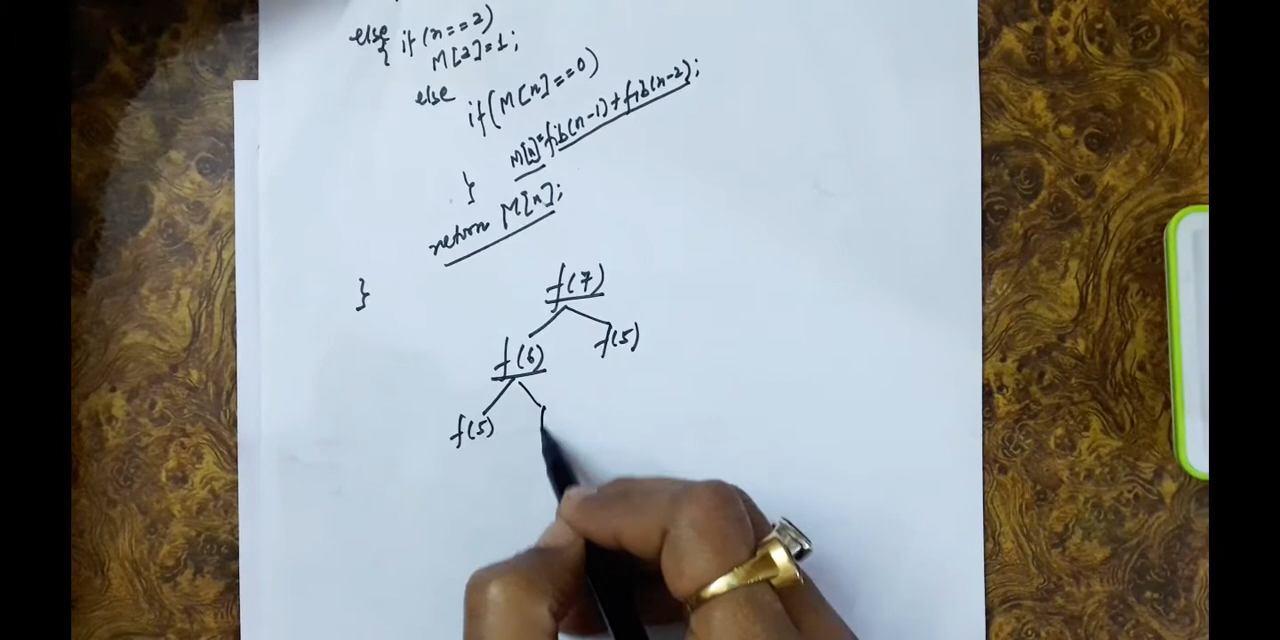 else
{ if (n==2)
M[2]=1;
else
if(M[n]==0)
M[n]=fib(n-1)+fib(n-2);
}
return M[n];
}
f(7)
f(6) f(5)
f(5)